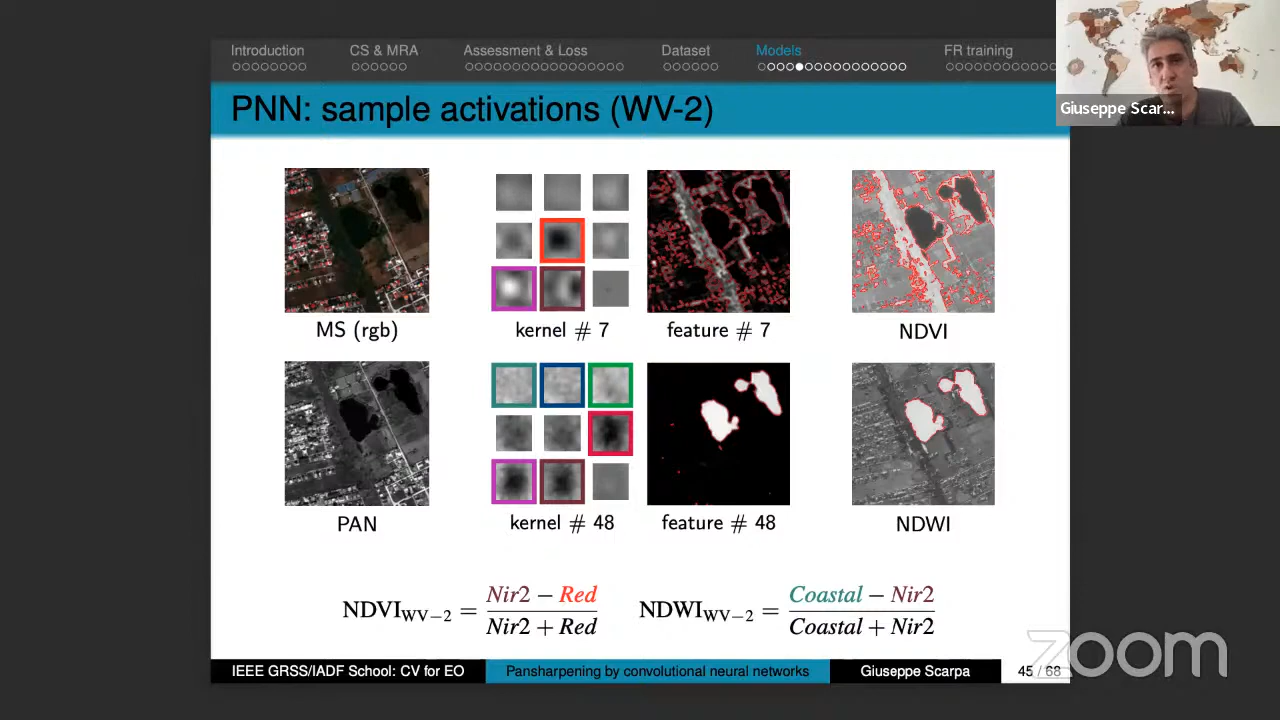 Introduction CS & MRA Assessment & Loss Dataset Models FR training
PNN: sample activations (WV-2)
Giuseppe Scar...
MS (rgb) kernel # 7 feature # 7 NDVI
PAN kernel # 48 feature # 48 NDWI
NDVI_WV−2 = (Nir2 − Red) / (Nir2 + Red) NDWI_WV−2 = (Coastal − Nir2) / (Coastal + Nir2)
IEEE GRSS/IADF School: CV for EO Pansharpening by convolutional neural networks Giuseppe Scarpa 45 / 68
zoom